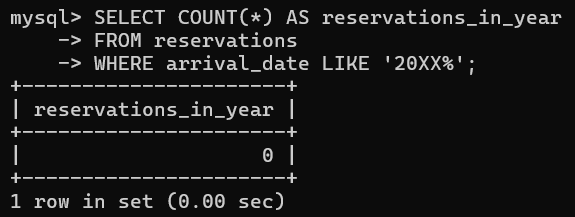 mysql> SELECT COUNT(*) AS reservations_in_year
    -> FROM reservations
    -> WHERE arrival_date LIKE '20XX%';
+----------------------+
| reservations_in_year |
+----------------------+
|                    0 |
+----------------------+
1 row in set (0.00 sec)